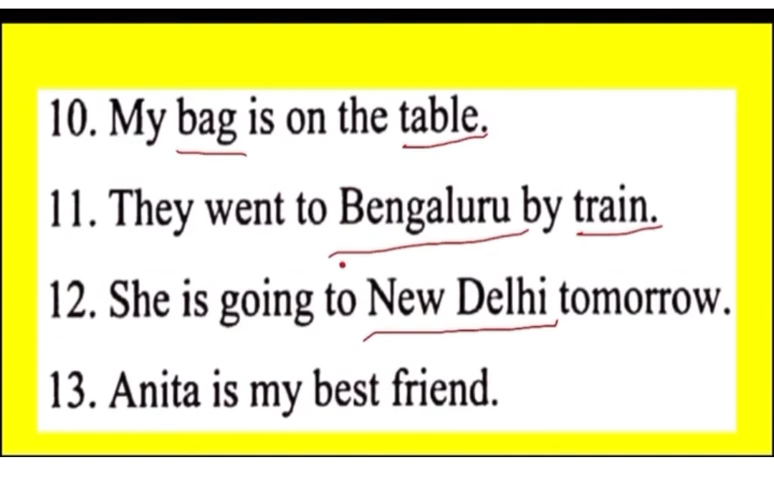 10. My bag is on the table.
11. They went to Bengaluru by train.
12. She is going to New Delhi tomorrow.
13. Anita is my best friend.